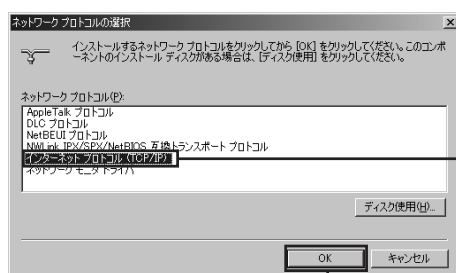 ネットワーク プロトコルの選択
インストールするネットワーク プロトコルをクリックしてから [OK] をクリックしてください。このコンポ
ーネントのインストール ディスクがある場合は、[ディスク使用] をクリックしてください。
ネットワーク プロトコル(P):
AppleTalk プロトコル
DLC プロトコル
NetBEUI プロトコル
NWLink IPX/SPX/NetBIOS 互換トランスポート プロトコル
インターネット プロトコル (TCP/IP)
ネットワーク モニタ ドライバ
ディスク使用(H)...
OK
キャンセル